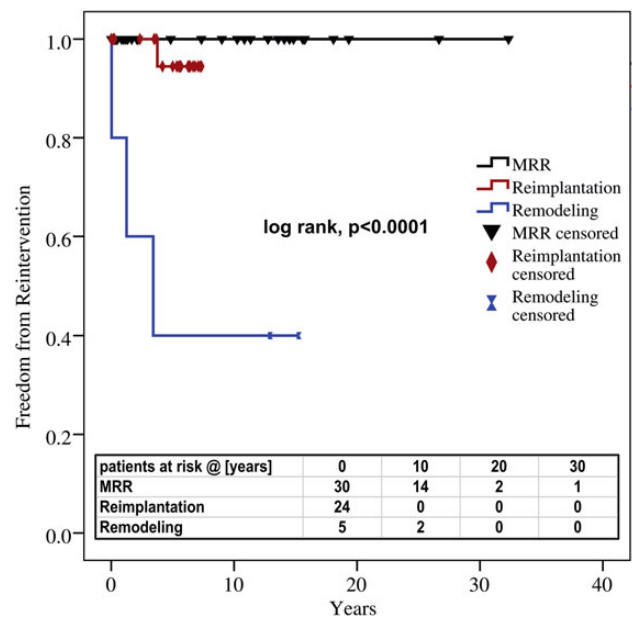 Freedom from Reintervention
1.0
0.8
0.6
0.4
0.2
0.0
log rank, p<0.0001
MRR
Reimplantation
Remodeling
MRR censored
Reimplantation
censored
Remodeling
censored
patients at risk @ [years] 0 10 20 30
MRR 30 14 2 1
Reimplantation 24 0 0 0
Remodeling 5 2 0 0
0 10 20 30 40
Years